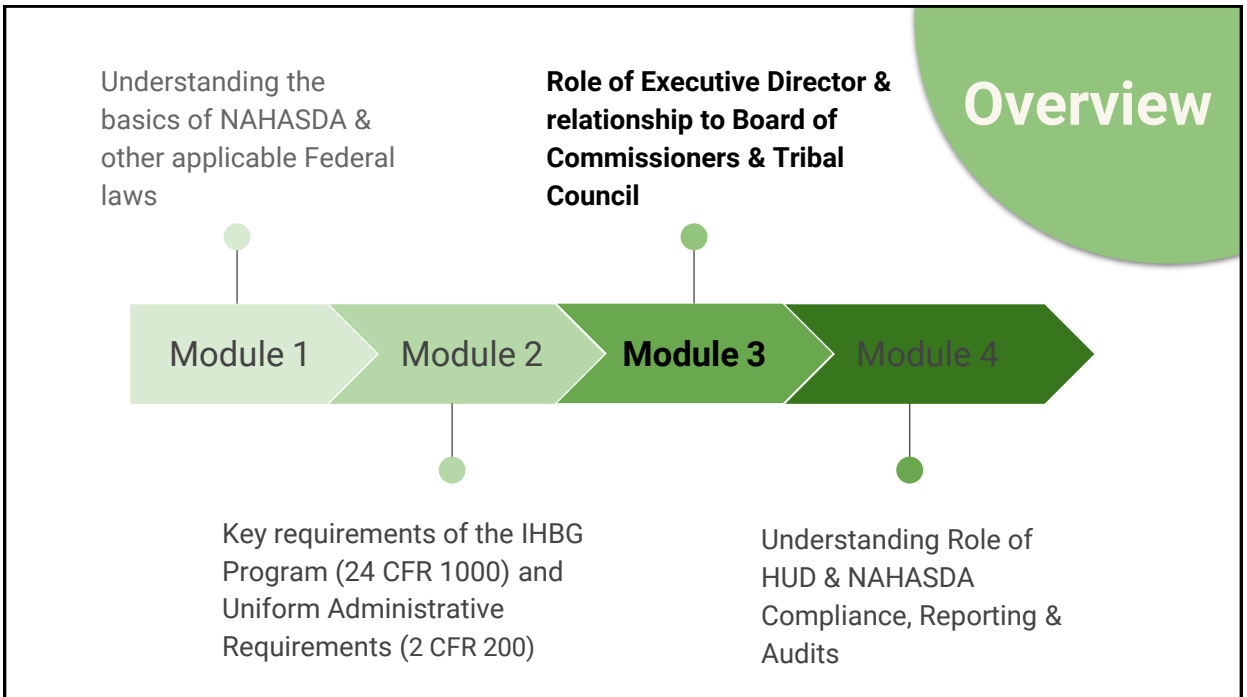 Overview
Understanding the
basics of NAHASDA &
other applicable Federal
laws
Role of Executive Director &
relationship to Board of
Commissioners & Tribal
Council
Module 1
Module 2
Module 3
Module 4
Key requirements of the IHBG
Program (24 CFR 1000) and
Uniform Administrative
Requirements (2 CFR 200)
Understanding Role of
HUD & NAHASDA
Compliance, Reporting &
Audits